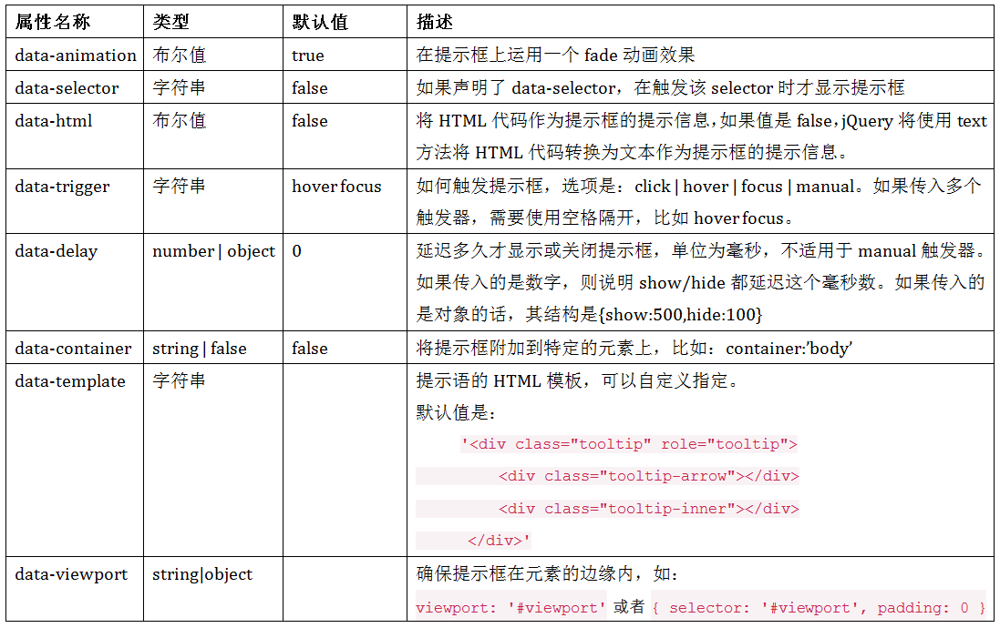 属性名称 类型 默认值 描述
data-animation 布尔值 true 在提示框上运用一个 fade 动画效果
data-selector 字符串 false 如果声明了 data-selector，在触发该 selector 时才显示提示框
data-html 布尔值 false 将 HTML 代码作为提示框的提示信息，如果值是 false，jQuery 将使用 text
方法将 HTML 代码转换为文本作为提示框的提示信息。
data-trigger 字符串 hover focus 如何触发提示框，选项是：click | hover | focus | manual。如果传入多个
触发器，需要使用空格隔开，比如 hover focus。
data-delay number | object 0 延迟多久才显示或关闭提示框，单位为毫秒，不适用于 manual 触发器。
如果传入的是数字，则说明 show/hide 都延迟这个毫秒数。如果传入的
是对象的话，其结构是{show:500,hide:100}
data-container string | false false 将提示框附加到特定的元素上，比如：container:’body’
data-template 字符串 提示语的 HTML 模板，可以自定义指定。
默认值是：
'<div class="tooltip" role="tooltip">
<div class="tooltip-arrow"></div>
<div class="tooltip-inner"></div>
</div>'
data-viewport string|object 确保提示框在元素的边缘内，如：
viewport: '#viewport' 或者 { selector: '#viewport', padding: 0 }